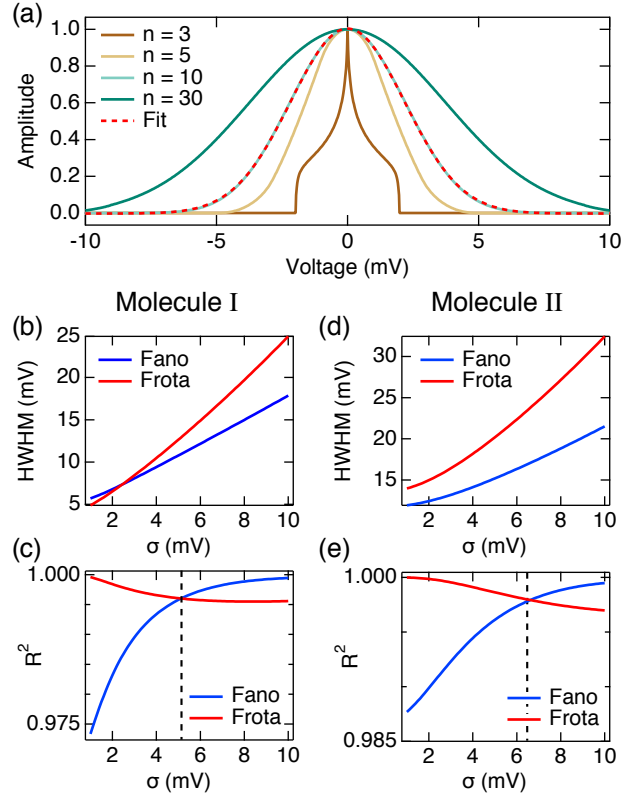 (a)
1.0
0.8
0.6
0.4
0.2
0.0
Amplitude
n = 3
n = 5
n = 10
n = 30
Fit
-10
-5
0
5
10
Voltage (mV)
Molecule I
Molecule II
(b)
25
20
15
10
5
HWHM (mV)
Fano
Frota
2
4
6
8
10
σ (mV)
(d)
30
25
20
15
HWHM (mV)
Fano
Frota
2
4
6
8
10
σ (mV)
(c)
1.000
0.975
R²
Fano
Frota
2
4
6
8
10
σ (mV)
(e)
1.000
0.985
R²
Fano
Frota
2
4
6
8
10
σ (mV)